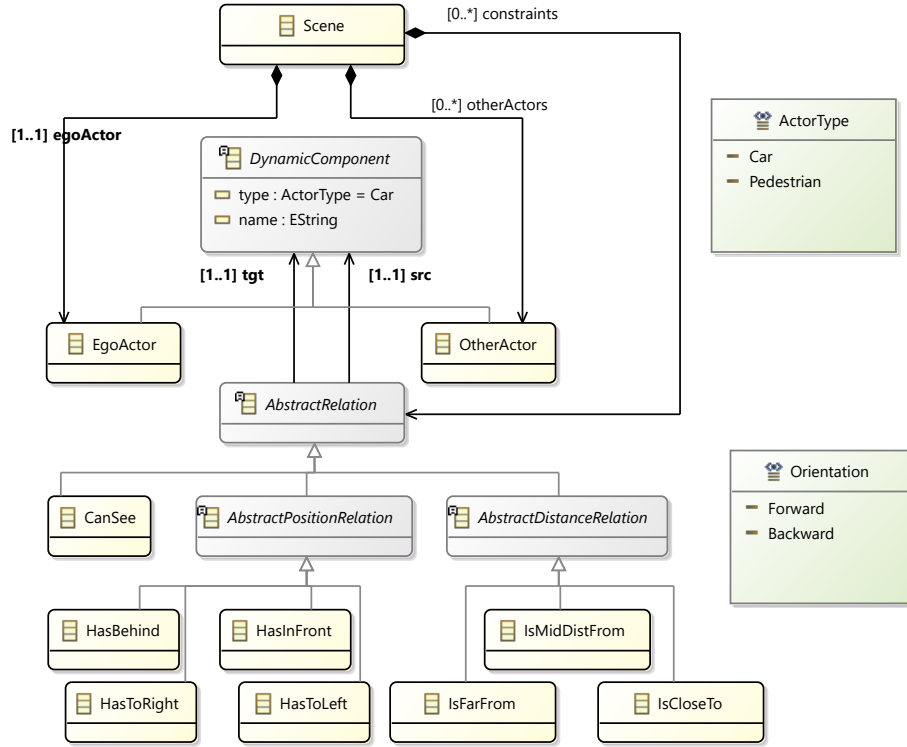 [0..*] constraints
Scene
[0..*] otherActors
[1..1] egoActor
ActorType
Car
Pedestrian
DynamicComponent
type : ActorType = Car
name : EString
[1..1] tgt
[1..1] src
EgoActor
OtherActor
AbstractRelation
Orientation
Forward
Backward
CanSee
AbstractPositionRelation
AbstractDistanceRelation
HasBehind
HasInFront
IsMidDistFrom
HasToRight
HasToLeft
IsFarFrom
IsCloseTo